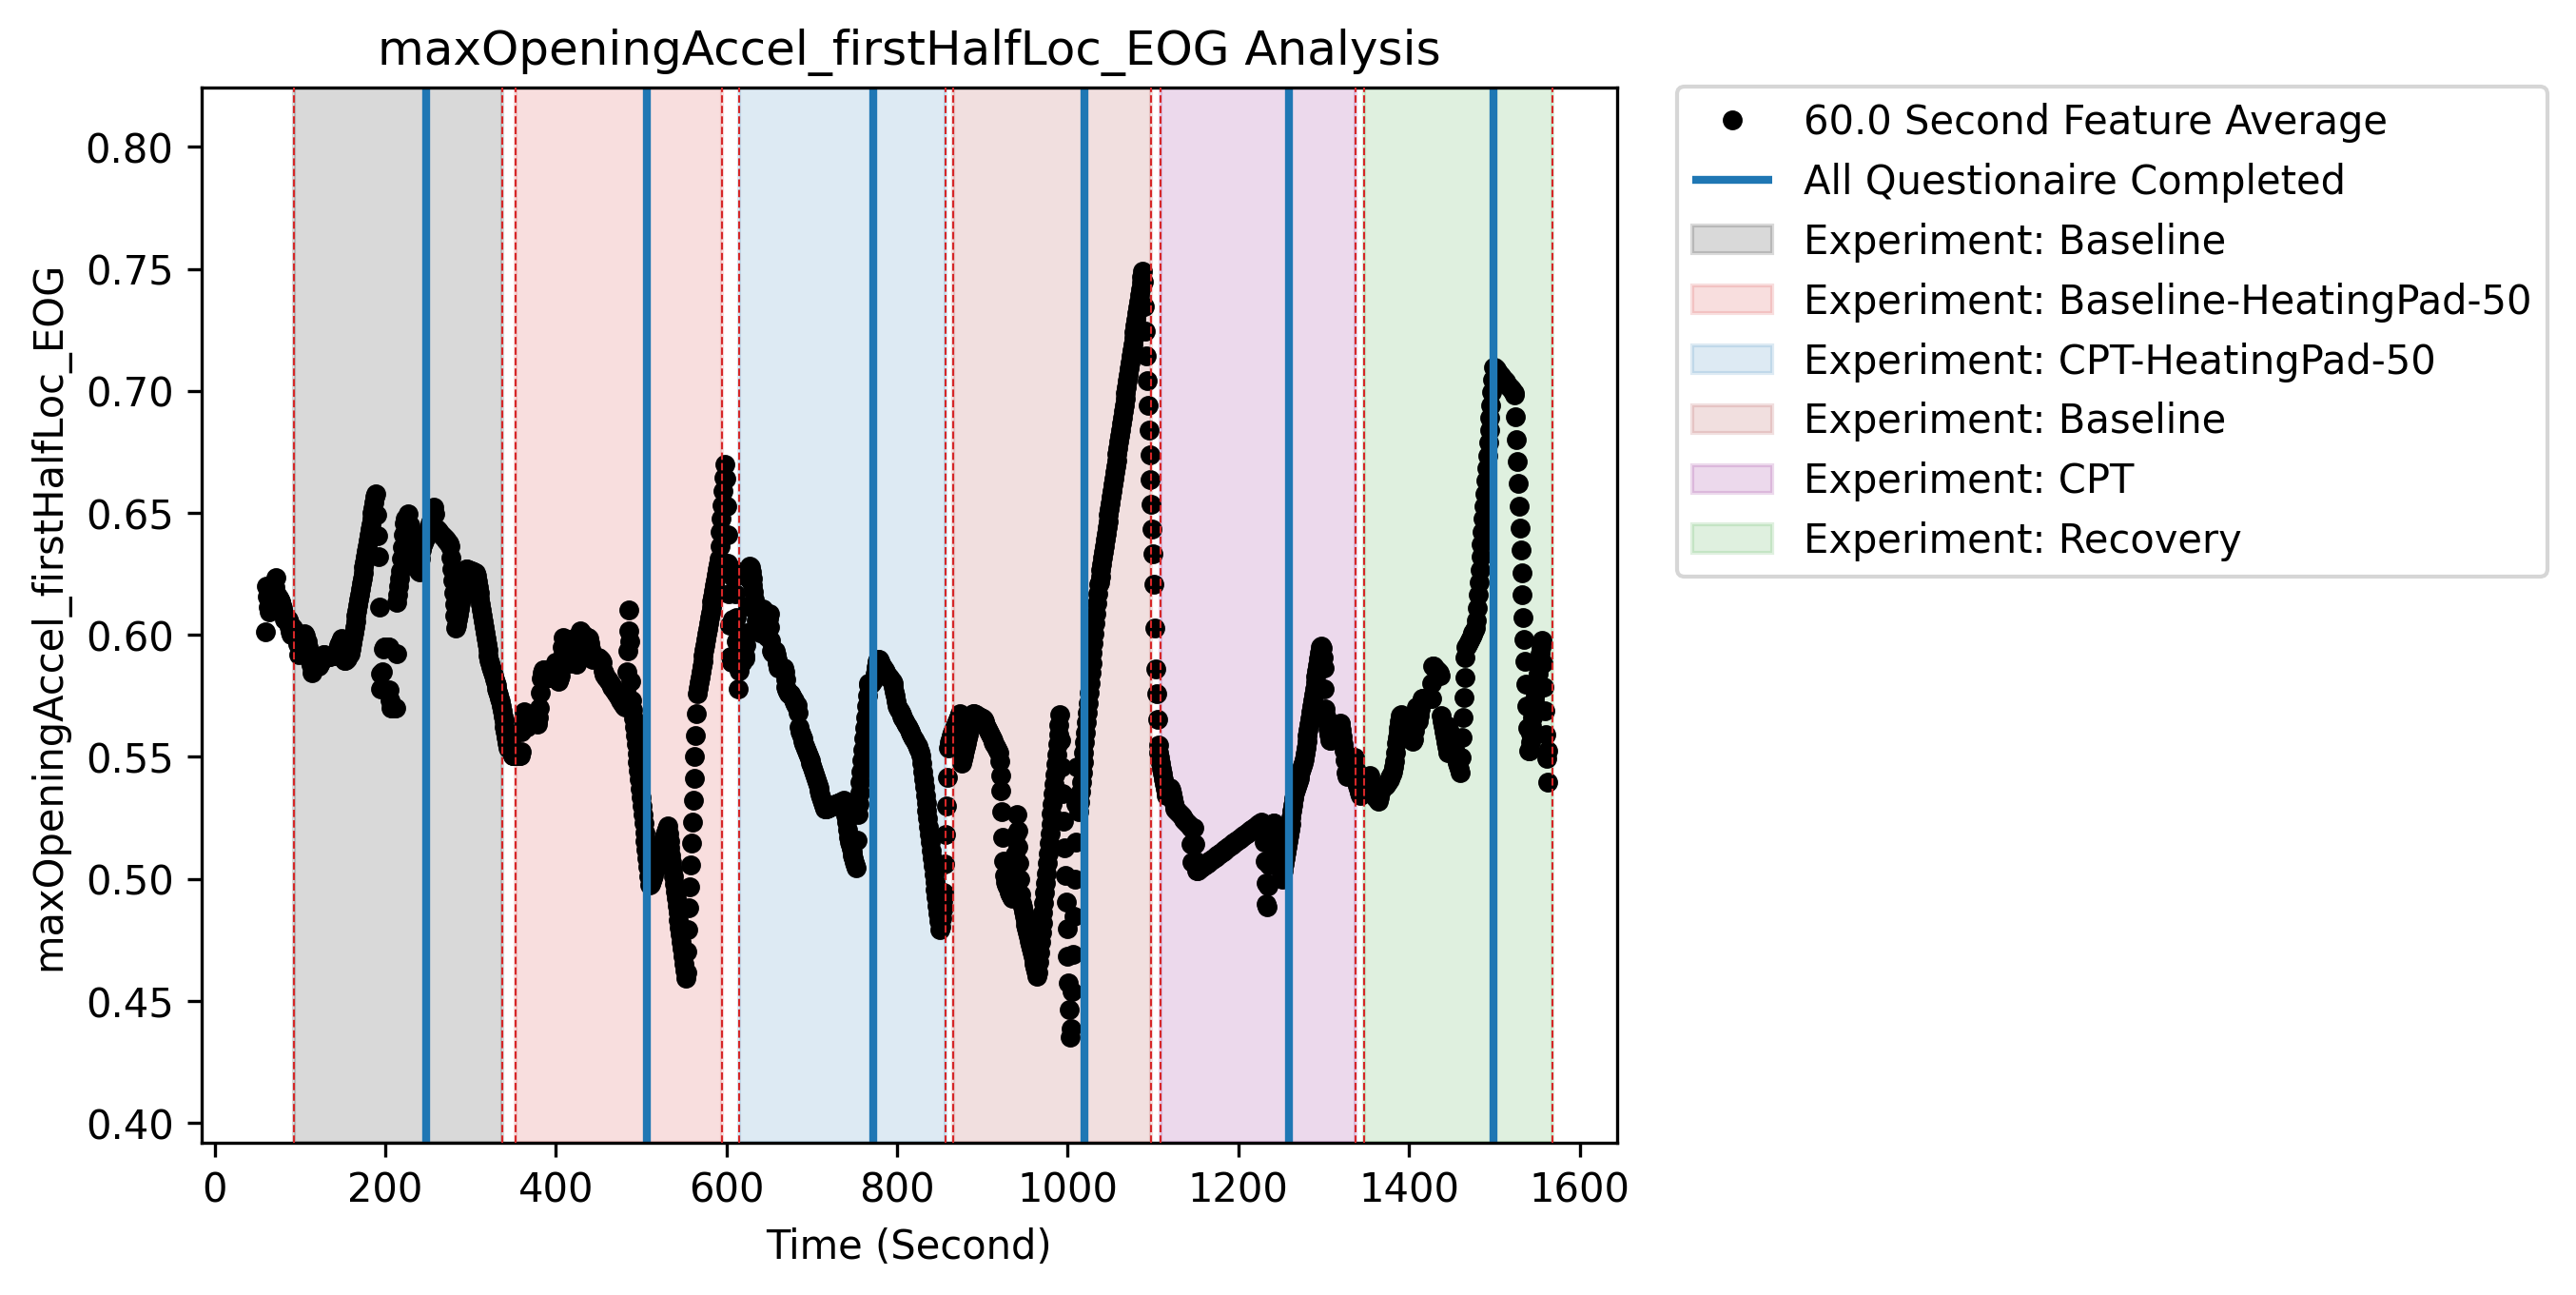 maxOpeningAccel_firstHalfLoc_EOG Analysis
maxOpeningAccel_firstHalfLoc_EOG
0.80
0.75
0.70
0.65
0.60
0.55
0.50
0.45
0.40
0 200 400 600 800 1000 1200 1400 1600
Time (Second)
60.0 Second Feature Average
All Questionaire Completed
Experiment: Baseline
Experiment: Baseline-HeatingPad-50
Experiment: CPT-HeatingPad-50
Experiment: Baseline
Experiment: CPT
Experiment: Recovery